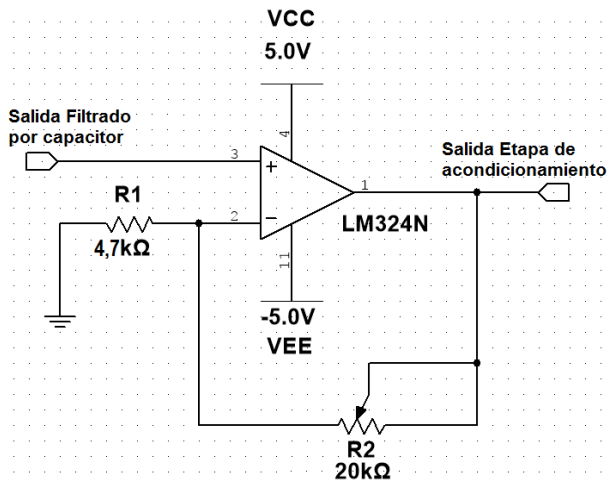 VCC
5.0V
Salida Filtrado
por capacitor
4
3
Salida Etapa de
acondicionamiento
1
R1
2
LM324N
4,7kΩ
11
-5.0V
VEE
R2
20kΩ